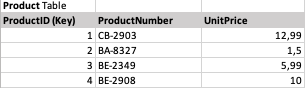 Product Table
ProductID (Key) ProductNumber UnitPrice
1 CB-2903 12,99
2 BA-8327 1,5
3 BE-2349 5,99
4 BE-2908 10